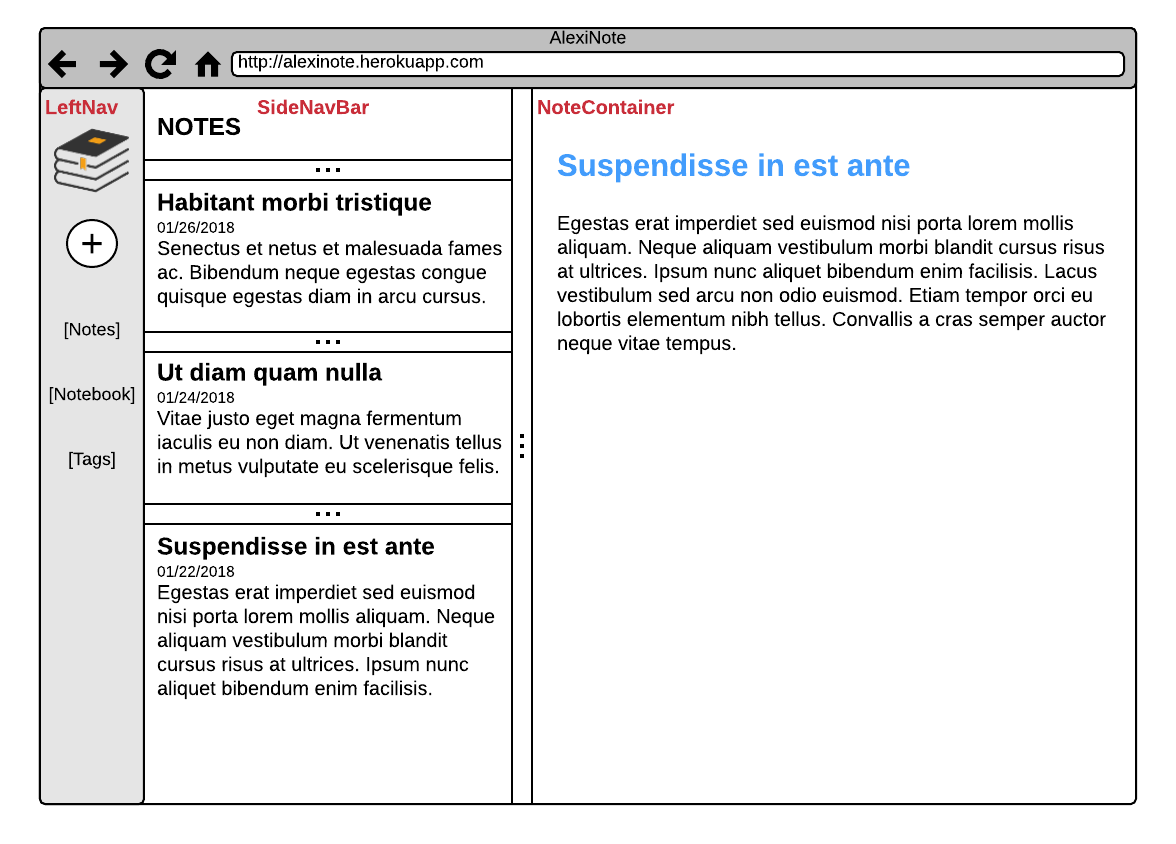 AlexiNote
http://alexinote.herokuapp.com
LeftNav
[Notes]
[Notebook]
[Tags]
SideNavBar
NOTES
Habitant morbi tristique
01/26/2018
Senectus et netus et malesuada fames
ac. Bibendum neque egestas congue
quisque egestas diam in arcu cursus.
Ut diam quam nulla
01/24/2018
Vitae justo eget magna fermentum
iaculis eu non diam. Ut venenatis tellus
in metus vulputate eu scelerisque felis.
Suspendisse in est ante
01/22/2018
Egestas erat imperdiet sed euismod
nisi porta lorem mollis aliquam. Neque
aliquam vestibulum morbi blandit
cursus risus at ultrices. Ipsum nunc
aliquet bibendum enim facilisis.
NoteContainer
Suspendisse in est ante
Egestas erat imperdiet sed euismod nisi porta lorem mollis
aliquam. Neque aliquam vestibulum morbi blandit cursus risus
at ultrices. Ipsum nunc aliquet bibendum enim facilisis. Lacus
vestibulum sed arcu non odio euismod. Etiam tempor orci eu
lobortis elementum nibh tellus. Convallis a cras semper auctor
neque vitae tempus.